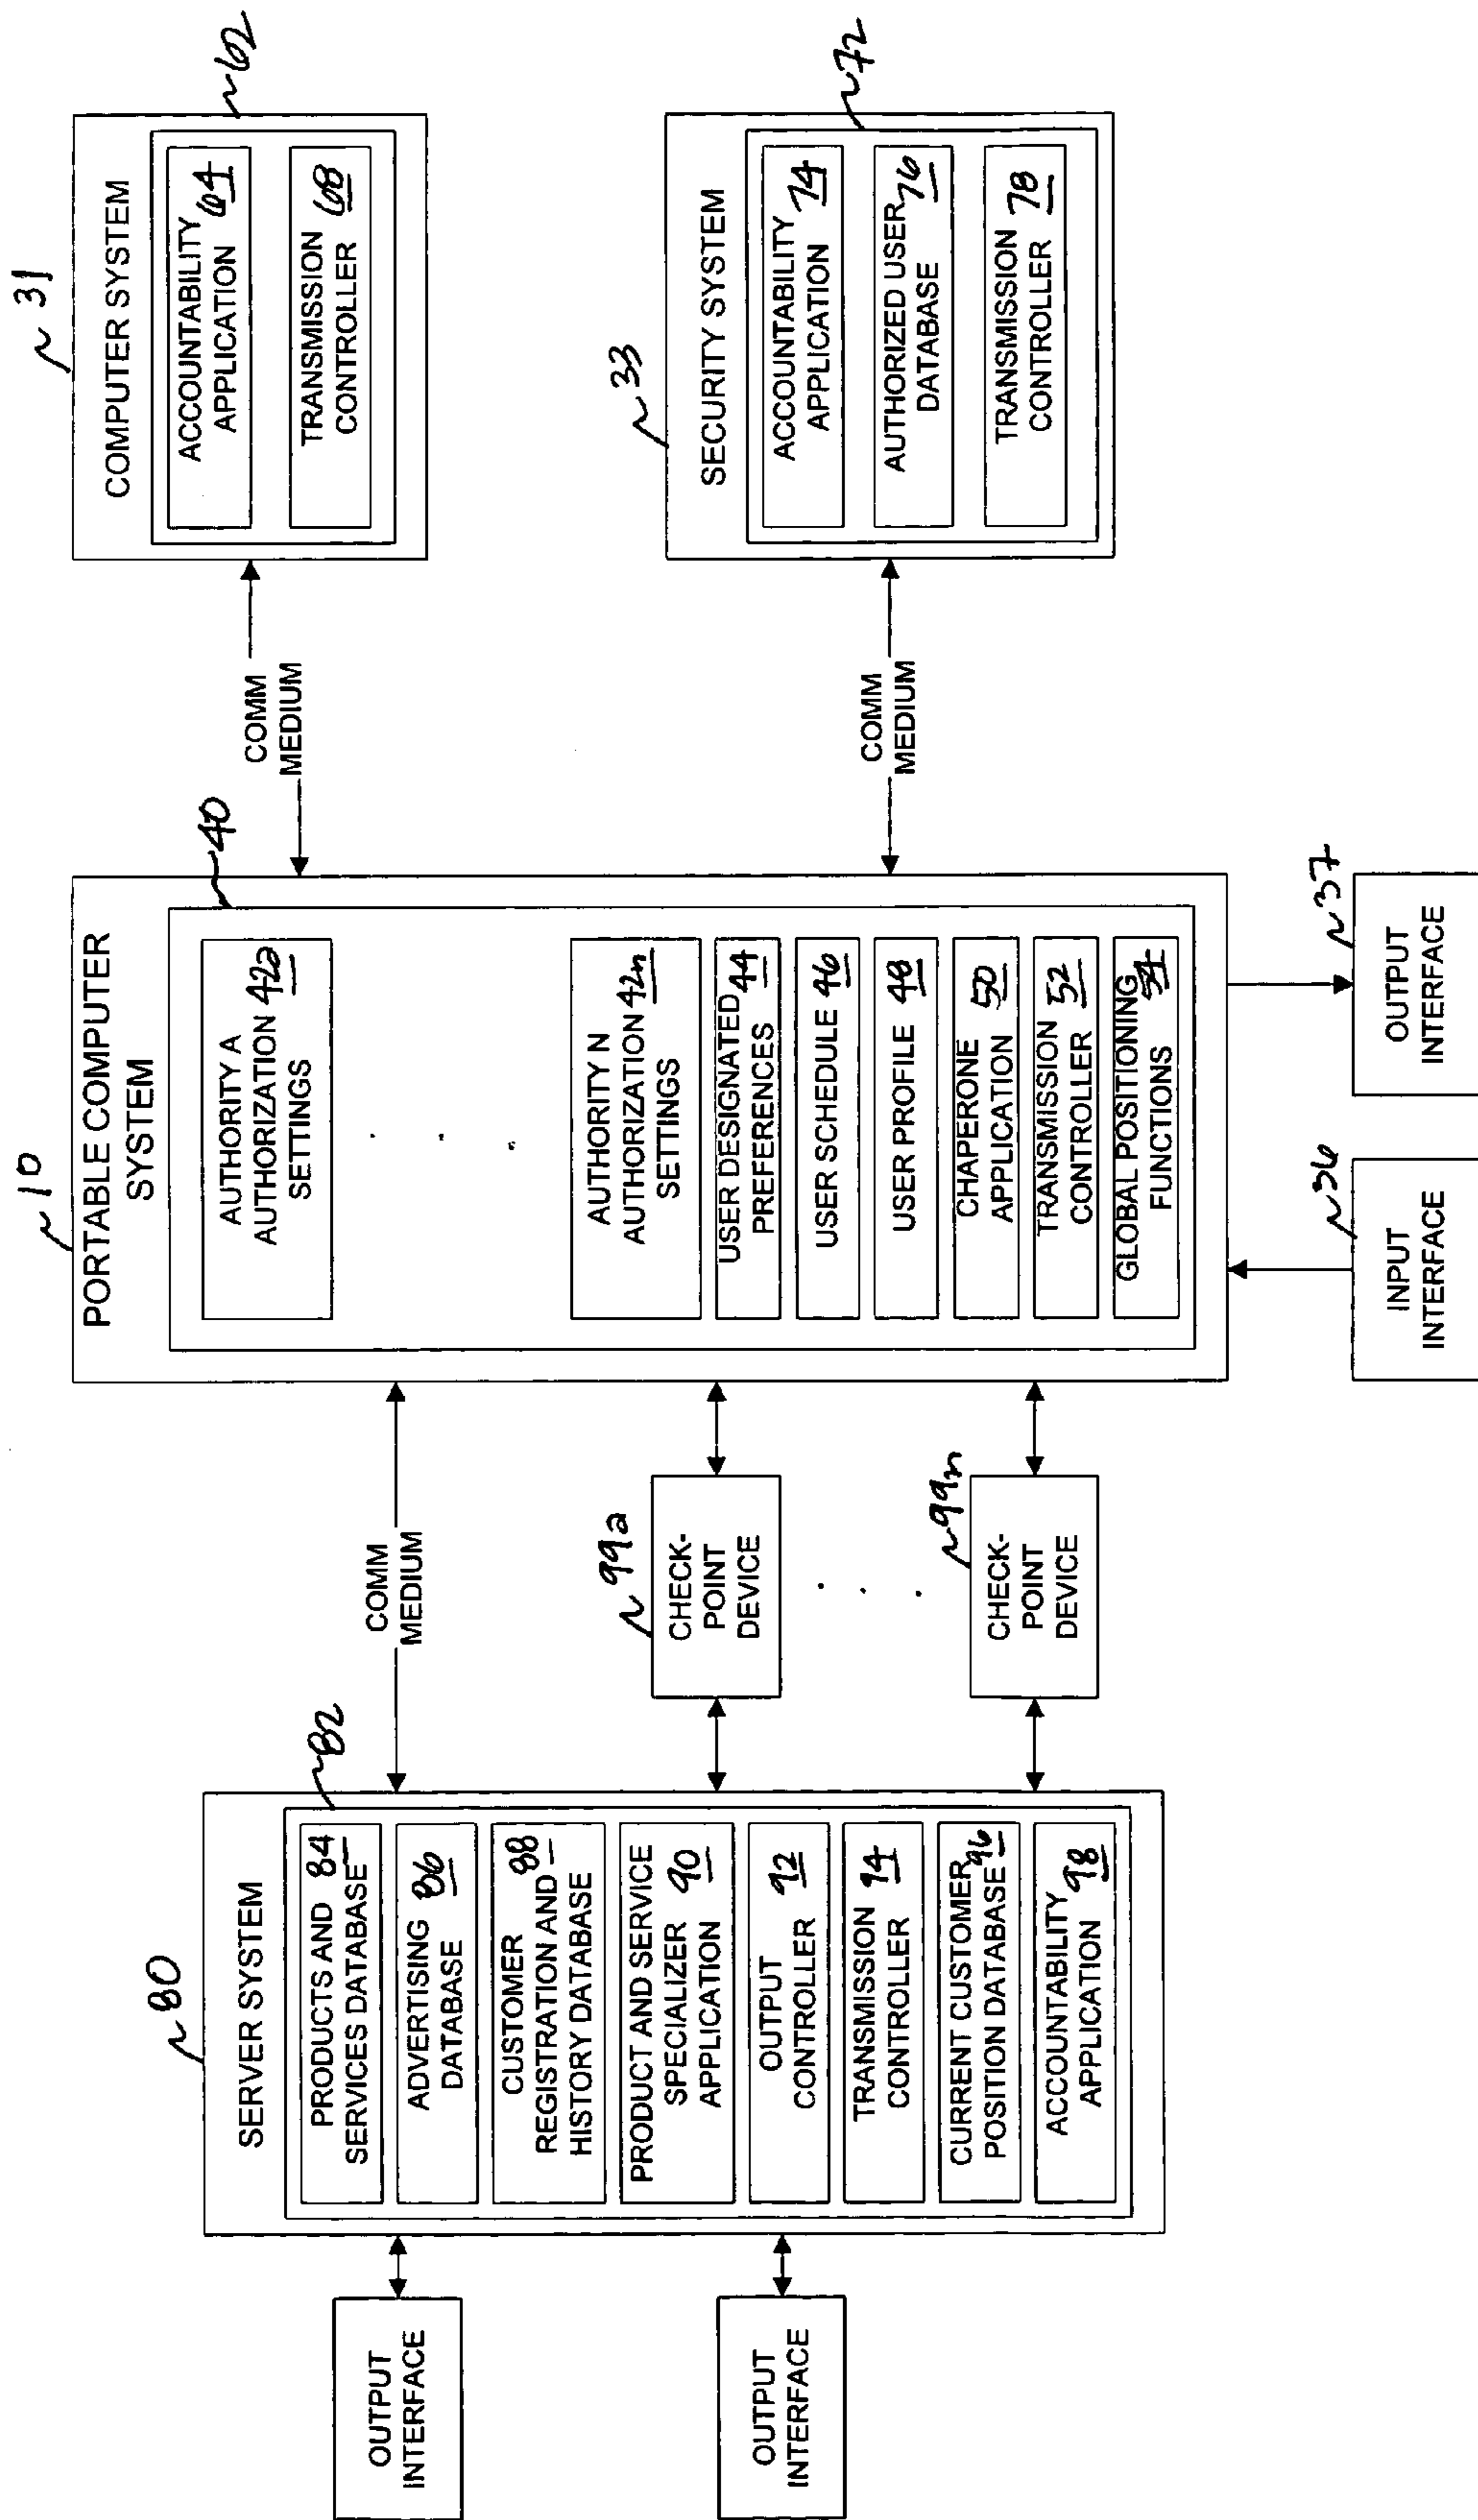 ~80
SERVER SYSTEM
~82
PRODUCTS AND 84
SERVICES DATABASE
ADVERTISING 86
DATABASE
CUSTOMER 88
REGISTRATION AND
HISTORY DATABASE
PRODUCT AND SERVICE
SPECIALIZER 90
APPLICATION
OUTPUT 92
CONTROLLER
TRANSMISSION 94
CONTROLLER
CURRENT CUSTOMER 96
POSITION DATABASE
ACCOUNTABILITY 98
APPLICATION
OUTPUT
INTERFACE
OUTPUT
INTERFACE
COMM
MEDIUM
~99a
CHECK-
POINT
DEVICE
. . .
~99n
CHECK-
POINT
DEVICE
~10
PORTABLE COMPUTER
SYSTEM
~40
AUTHORITY A
AUTHORIZATION 42a
SETTINGS
. . .
AUTHORITY N
AUTHORIZATION 42n
SETTINGS
USER DESIGNATED 44
PREFERENCES
USER SCHEDULE 46
USER PROFILE 48
CHAPERONE 50
APPLICATION
TRANSMISSION 52
CONTROLLER
GLOBAL POSITIONING 54
FUNCTIONS
~36
INPUT
INTERFACE
~37
OUTPUT
INTERFACE
COMM
MEDIUM
COMM
MEDIUM
~31
COMPUTER SYSTEM
~62
ACCOUNTABILITY 64
APPLICATION
TRANSMISSION 68
CONTROLLER
~33
SECURITY SYSTEM
~72
ACCOUNTABILITY 74
APPLICATION
AUTHORIZED USER 76
DATABASE
TRANSMISSION 78
CONTROLLER